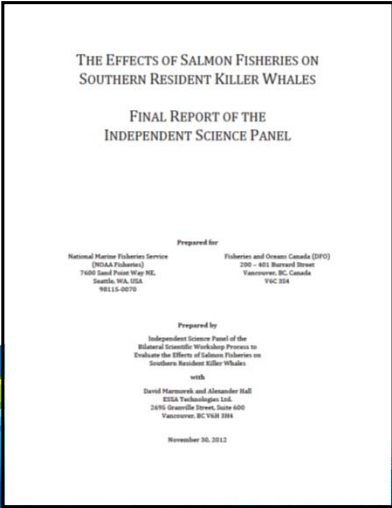 THE EFFECTS OF SALMON FISHERIES ON
SOUTHERN RESIDENT KILLER WHALES
FINAL REPORT OF THE
INDEPENDENT SCIENCE PANEL
Prepared for
National Marine Fisheries Service
(NOAA Fisheries)
7600 Sand Point Way NE,
Seattle, WA, USA
98115-0070
Fisheries and Oceans Canada (DFO)
200 – 401 Burrard Street
Vancouver, BC, Canada
V6C 3S4
Prepared by
Independent Science Panel of the
Bilateral Scientific Workshop Process to
Evaluate the Effects of Salmon Fisheries on
Southern Resident Killer Whales
with
David Marmorek and Alexander Hall
ESSA Technologies Ltd.
2695 Granville Street, Suite 600
Vancouver, BC V6H 3H4
November 30, 2012